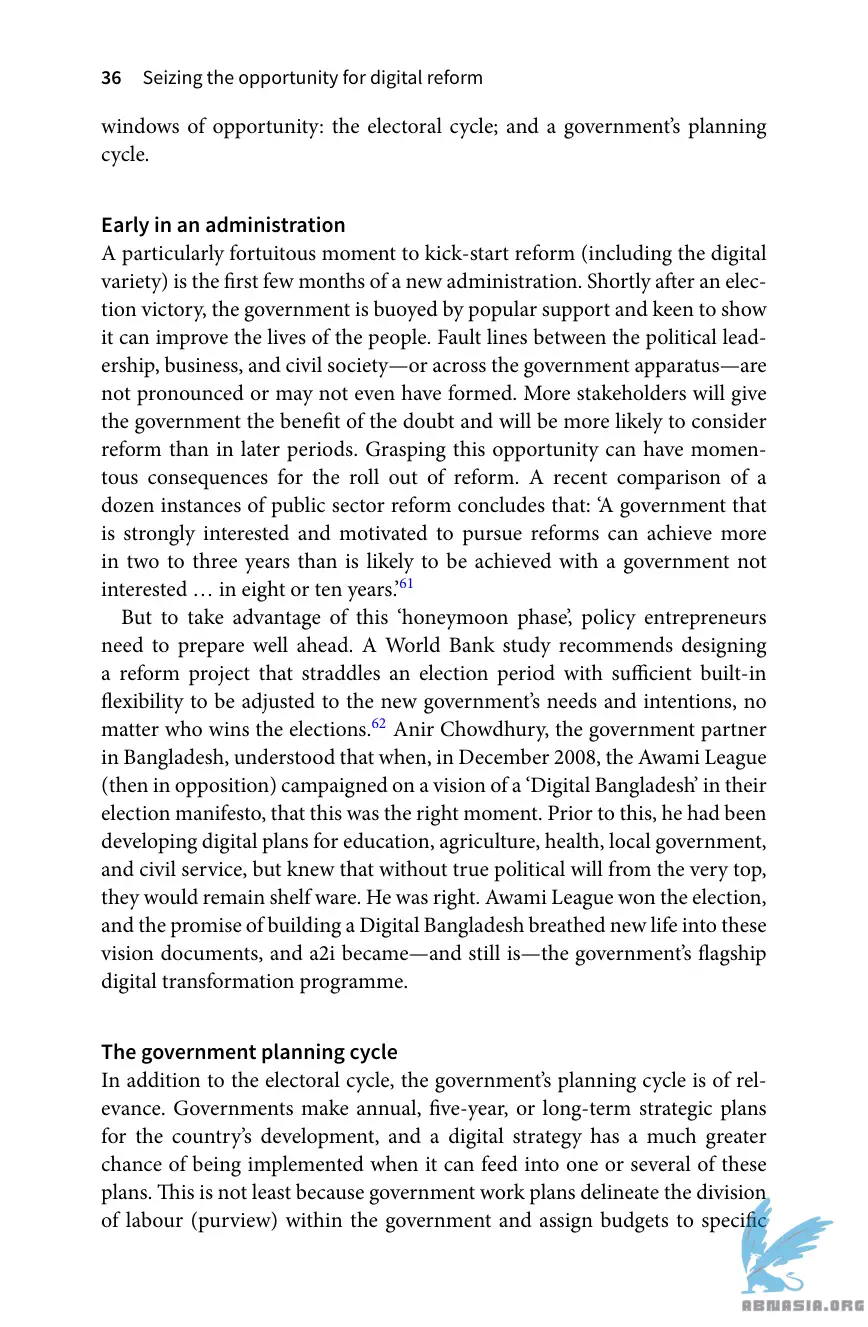 36 Seizing the opportunity for digital reform
windows of opportunity: the electoral cycle; and a government’s planning
cycle.
Early in an administration
A particularly fortuitous moment to kick-start reform (including the digital
variety) is the first few months of a new administration. Shortly after an elec-
tion victory, the government is buoyed by popular support and keen to show
it can improve the lives of the people. Fault lines between the political lead-
ership, business, and civil society—or across the government apparatus—are
not pronounced or may not even have formed. More stakeholders will give
the government the benefit of the doubt and will be more likely to consider
reform than in later periods. Grasping this opportunity can have momen-
tous consequences for the roll out of reform. A recent comparison of a
dozen instances of public sector reform concludes that: ‘A government that
is strongly interested and motivated to pursue reforms can achieve more
in two to three years than is likely to be achieved with a government not
interested … in eight or ten years.’61
But to take advantage of this ‘honeymoon phase’, policy entrepreneurs
need to prepare well ahead. A World Bank study recommends designing
a reform project that straddles an election period with sufficient built-in
flexibility to be adjusted to the new government’s needs and intentions, no
matter who wins the elections.62 Anir Chowdhury, the government partner
in Bangladesh, understood that when, in December 2008, the Awami League
(then in opposition) campaigned on a vision of a ‘Digital Bangladesh’ in their
election manifesto, that this was the right moment. Prior to this, he had been
developing digital plans for education, agriculture, health, local government,
and civil service, but knew that without true political will from the very top,
they would remain shelf ware. He was right. Awami League won the election,
and the promise of building a Digital Bangladesh breathed new life into these
vision documents, and a2i became—and still is—the government’s flagship
digital transformation programme.
The government planning cycle
In addition to the electoral cycle, the government’s planning cycle is of rel-
evance. Governments make annual, five-year, or long-term strategic plans
for the country’s development, and a digital strategy has a much greater
chance of being implemented when it can feed into one or several of these
plans. This is not least because government work plans delineate the division
of labour (purview) within the government and assign budgets to specific
ABNASIA.ORG